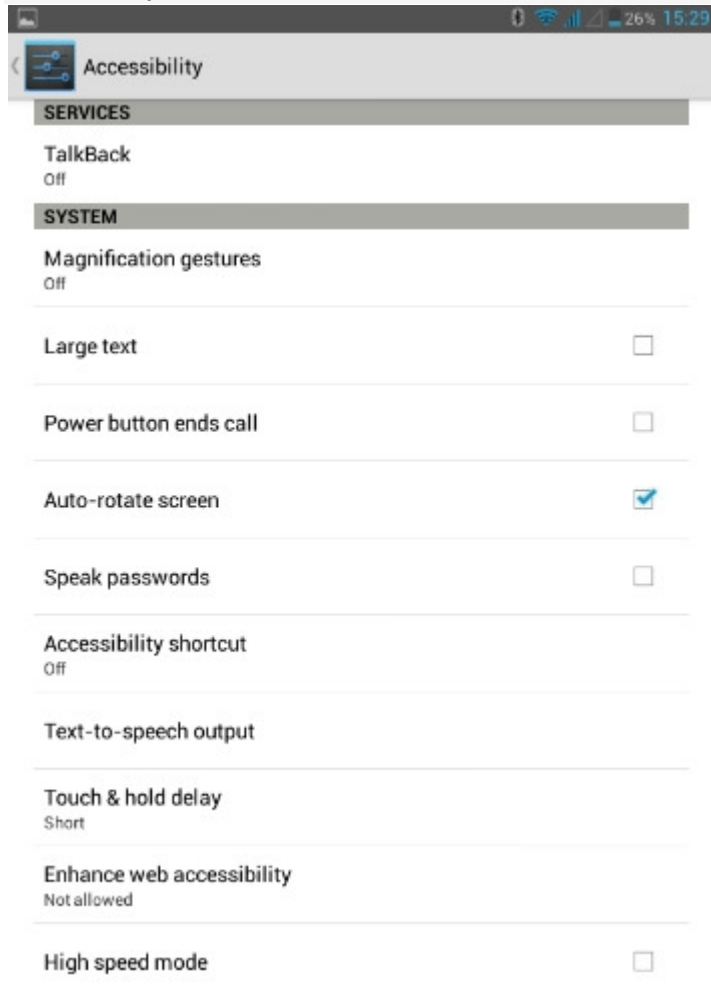 26% 15:29
Accessibility
SERVICES
TalkBack
Off
SYSTEM
Magnification gestures
Off
Large text
Power button ends call
Auto-rotate screen
Speak passwords
Accessibility shortcut
Off
Text-to-speech output
Touch & hold delay
Short
Enhance web accessibility
Not allowed
High speed mode